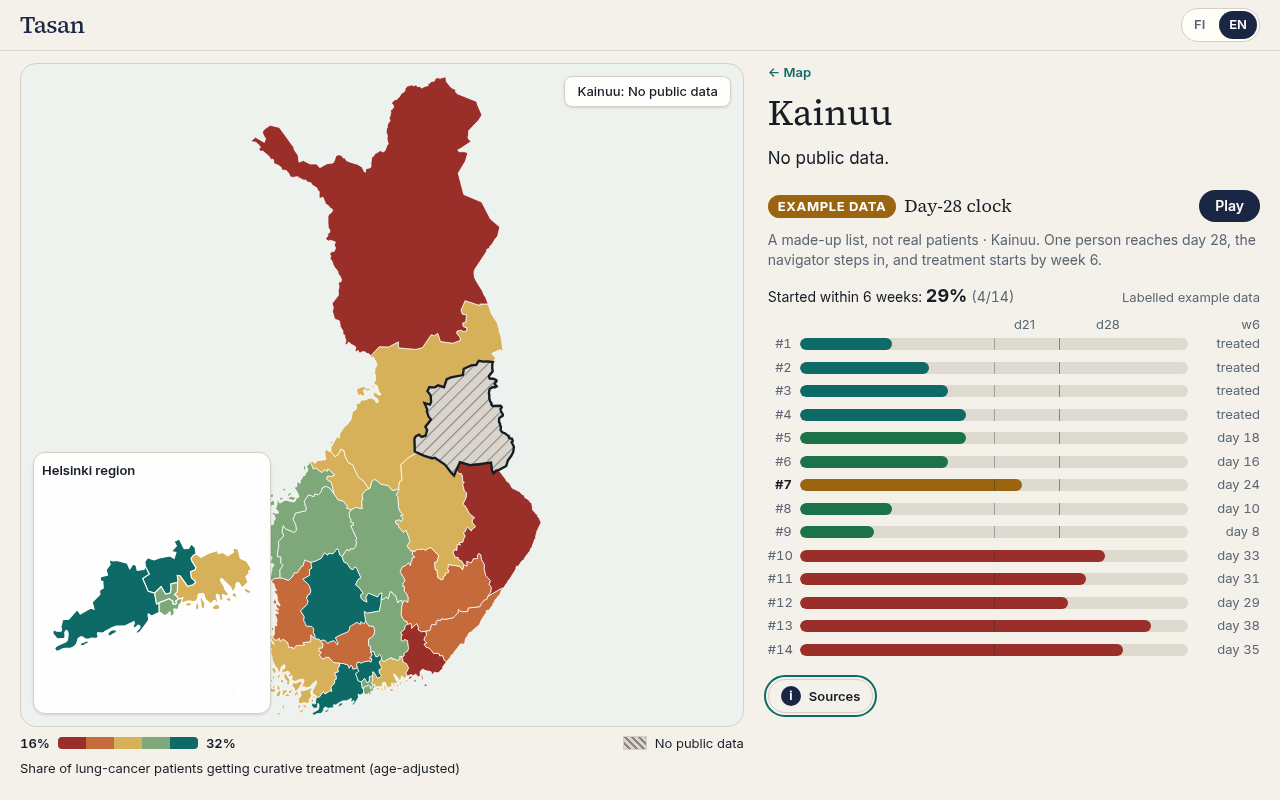 Tasan
FI EN
Kainuu: No public data
Helsinki region
16% 32%
No public data
Share of lung-cancer patients getting curative treatment (age-adjusted)
← Map
Kainuu
No public data.
EXAMPLE DATA Day-28 clock Play
A made-up list, not real patients · Kainuu. One person reaches day 28, the
navigator steps in, and treatment starts by week 6.
Started within 6 weeks: 29% (4/14) Labelled example data
d21 d28 w6
#1 treated
#2 treated
#3 treated
#4 treated
#5 day 18
#6 day 16
#7 day 24
#8 day 10
#9 day 8
#10 day 33
#11 day 31
#12 day 29
#13 day 38
#14 day 35
i Sources